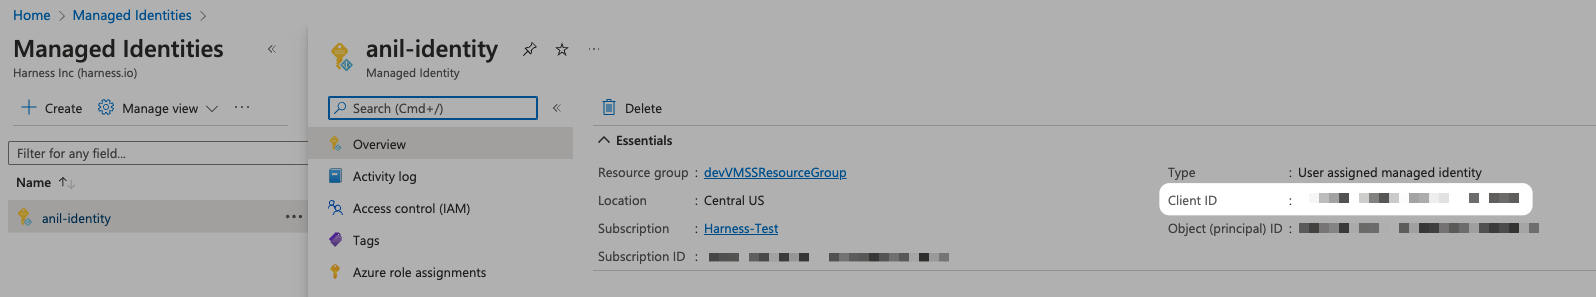 Home > Managed Identities >
Managed Identities «
Harness Inc (harness.io)
+ Create Manage view ...
Filter for any field...
Name ↑↓
anil-identity ...
anil-identity ...
Managed Identity
Search (Cmd+/) «
Overview
Activity log
Access control (IAM)
Tags
Azure role assignments
Delete
Essentials
Resource group : devVMSSResourceGroup
Location : Central US
Subscription : Harness-Test
Subscription ID :
Type : User assigned managed identity
Client ID :
Object (principal) ID :